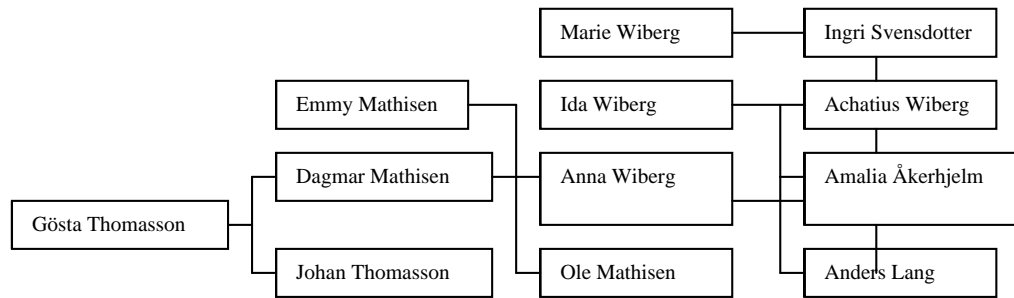 Marie Wiberg
Ingri Svensdotter
Emmy Mathisen
Ida Wiberg
Achatius Wiberg
Dagmar Mathisen
Anna Wiberg
Amalia Åkerhjelm
Gösta Thomasson
Johan Thomasson
Ole Mathisen
Anders Lang